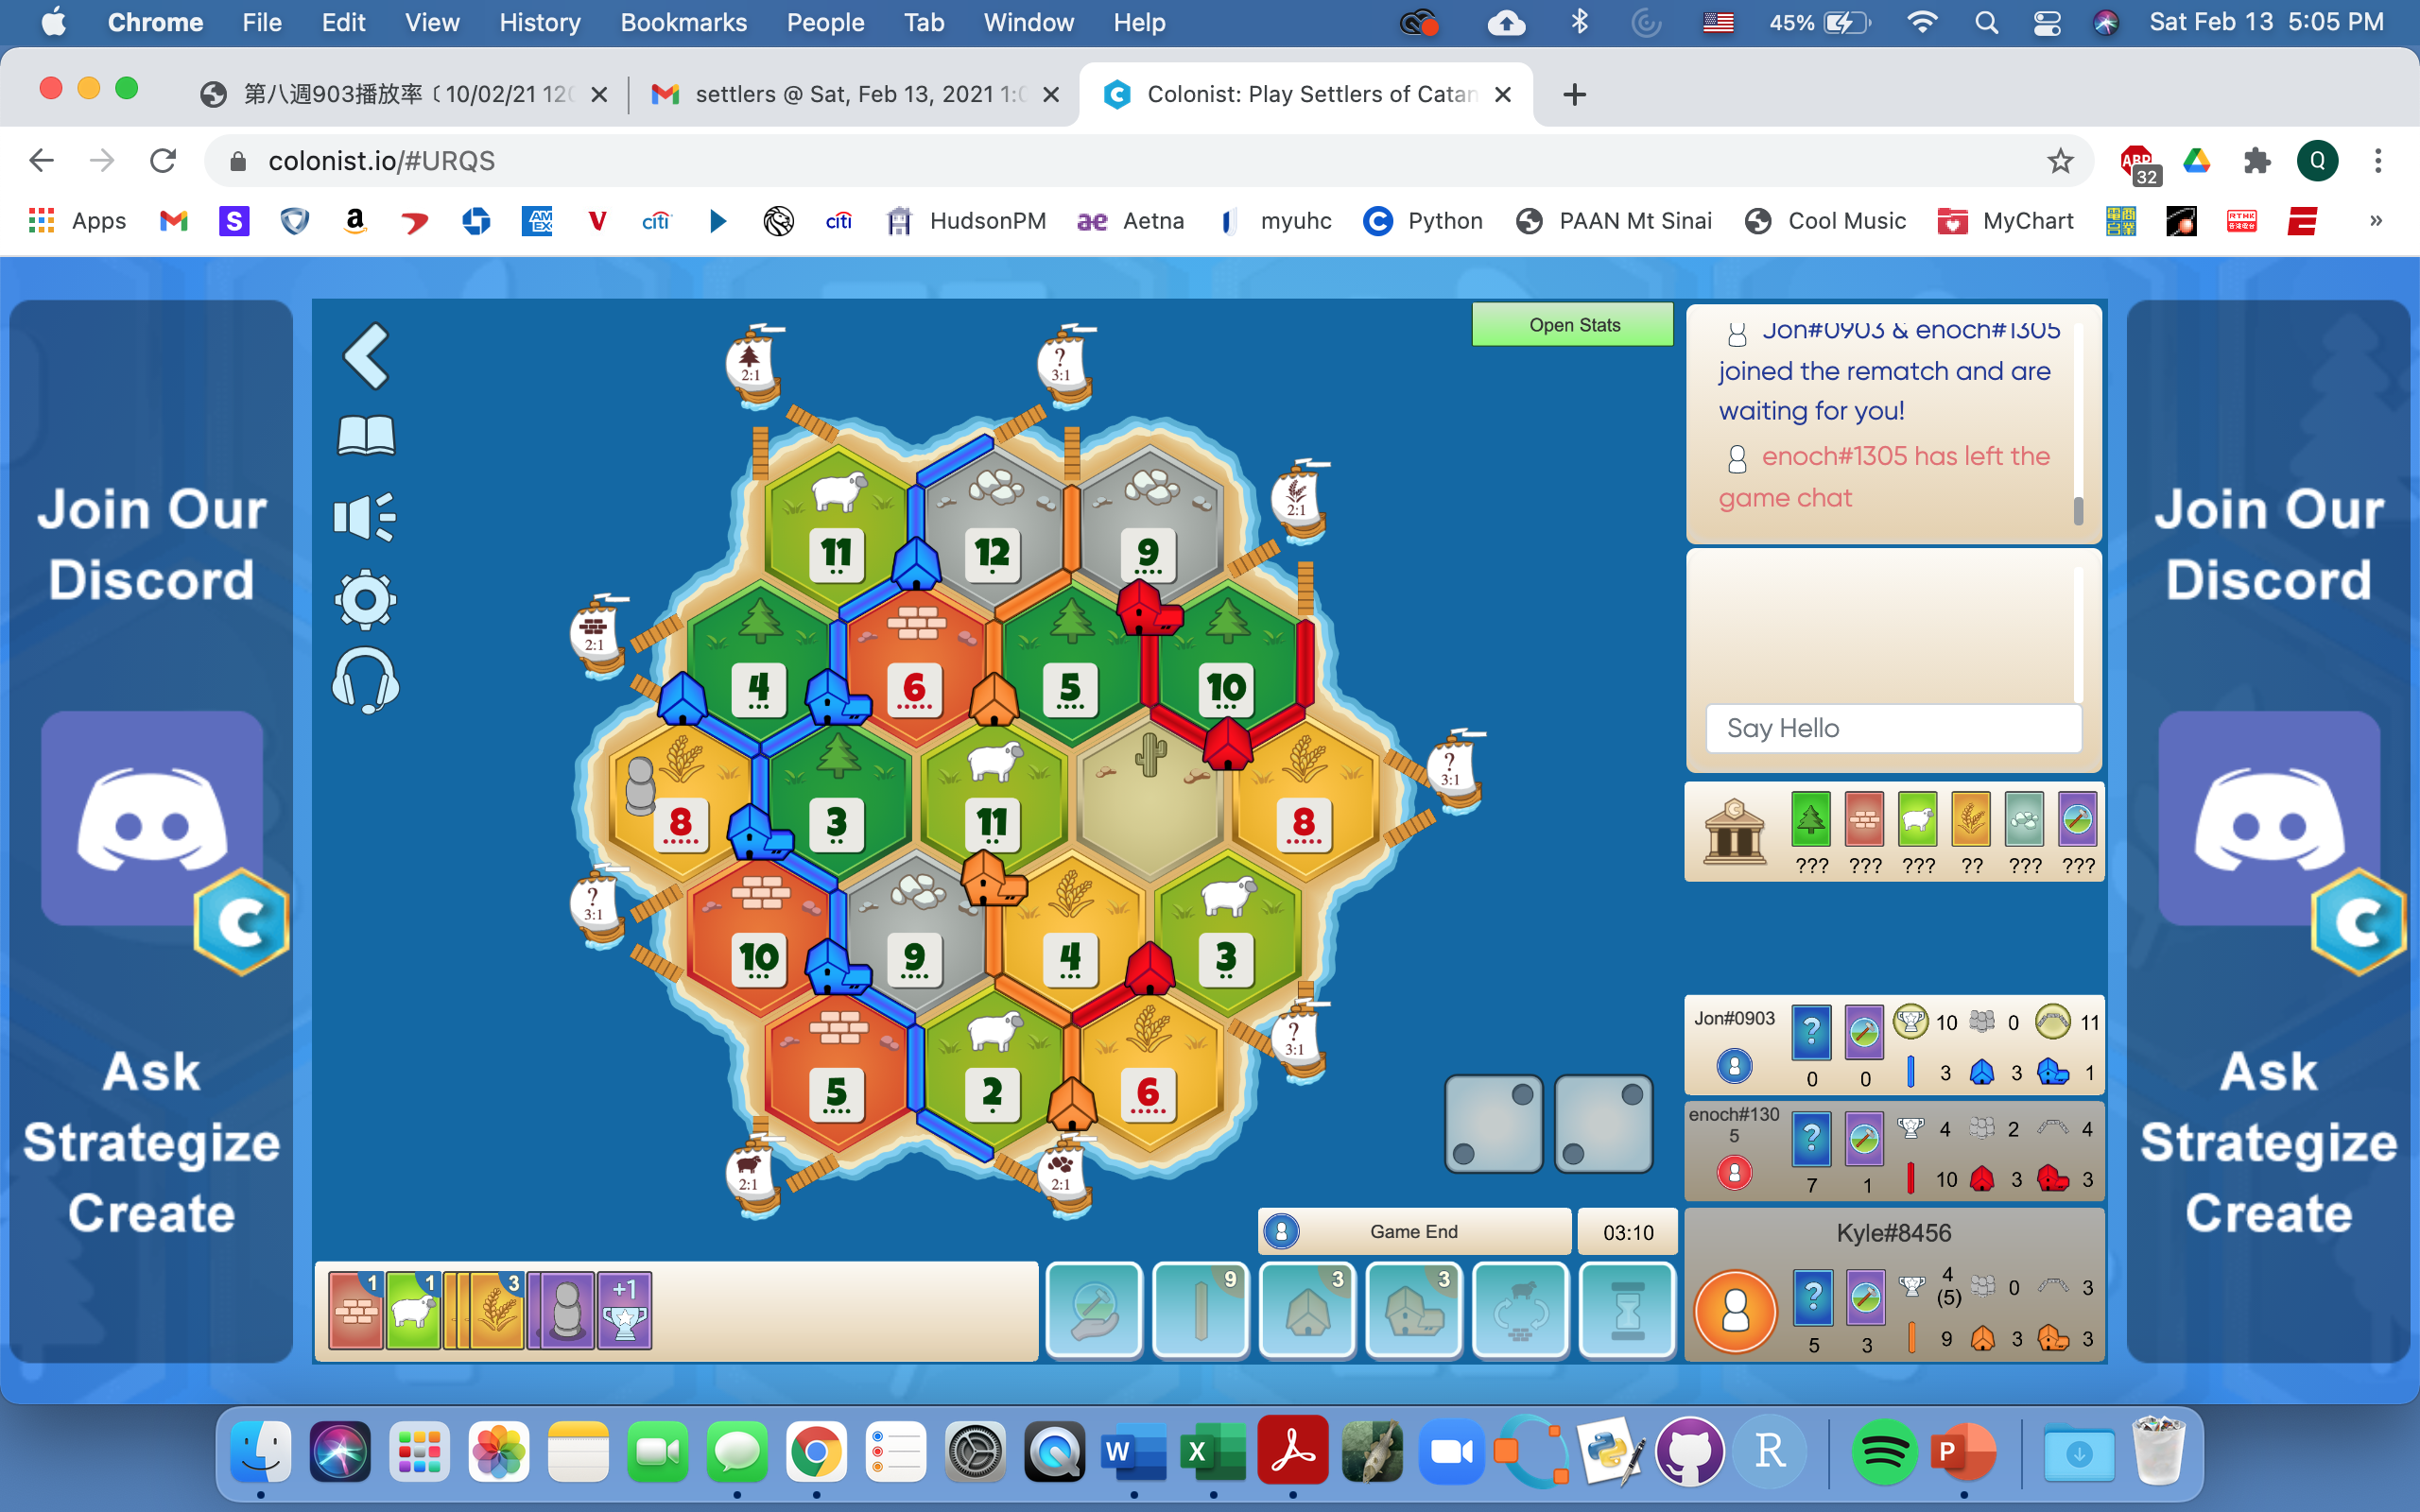 Chrome File Edit View History Bookmarks People Tab Window Help 45% Sat Feb 13 5:05 PM
第八週903播放率〔10/02/21 12 settlers @ Sat, Feb 13, 2021 1: Colonist: Play Settlers of Catan
colonist.io/#URQS
ABP 32 Q
Apps S a AM EX V citi citi HudsonPM ae Aetna myuhc C Python PAAN Mt Sinai Cool Music MyChart »
Join Our
Discord
Ask
Strategize
Create
2:1
? 3:1
2:1
2:1
? 3:1
? 3:1
? 3:1
2:1
2:1
11 12 9
4 6 5 10
8 3 11 8
10 9 4 3
5 2 6
Open Stats
Jon#0903 & enoch#1305
joined the rematch and are
waiting for you!
enoch#1305 has left the
game chat
Say Hello
??? ??? ??? ?? ??? ???
Jon#0903 ? 10 0 11
0 0 3 3 1
enoch#130
5 ? 4 2 4
7 1 10 3 3
Kyle#8456
? 4
(5) 0 3
5 3 9 3 3
Game End 03:10
1 1 3 +1
9 3 3
Join Our
Discord
Ask
Strategize
Create
W X R P